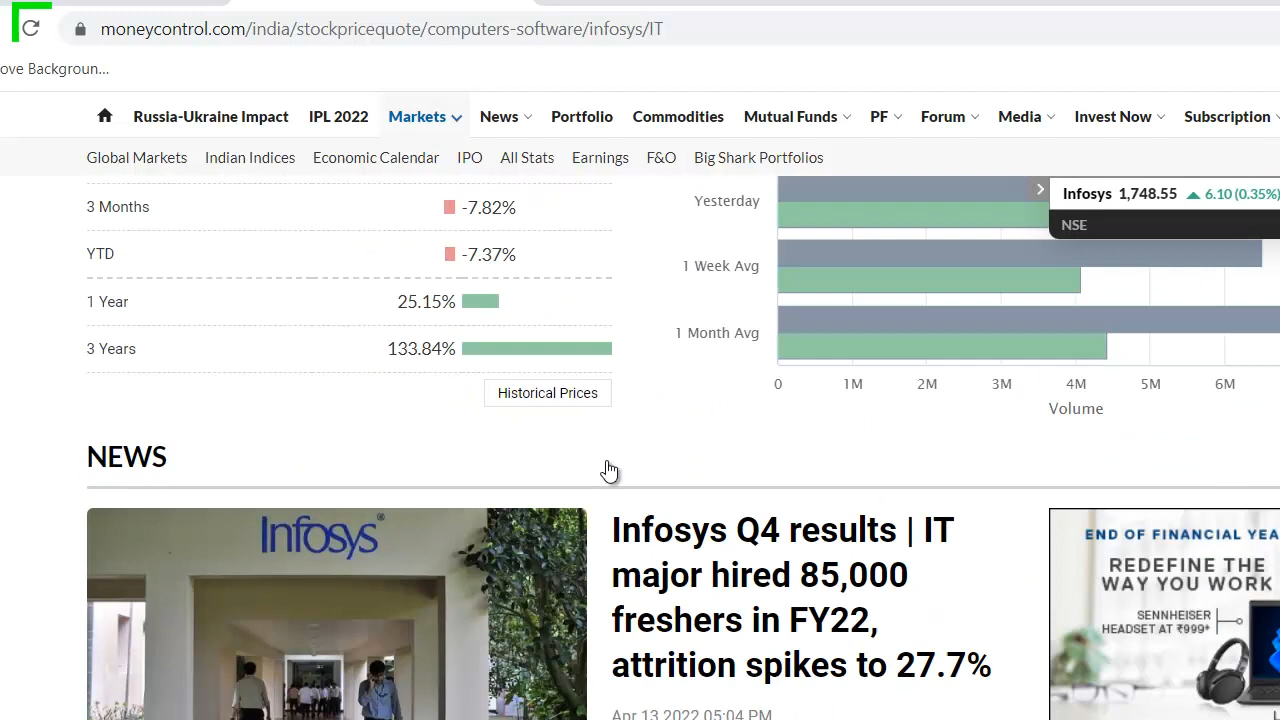 moneycontrol.com/india/stockpricequote/computers-software/infosys/IT
ove Backgroun...
Russia-Ukraine Impact IPL 2022 Markets News Portfolio Commodities Mutual Funds PF Forum Media Invest Now Subscription
Global Markets Indian Indices Economic Calendar IPO All Stats Earnings F&O Big Shark Portfolios
3 Months -7.82%
YTD -7.37%
1 Year 25.15%
3 Years 133.84%
Historical Prices
Yesterday
1 Week Avg
1 Month Avg
0 1M 2M 3M 4M 5M 6M
Volume
Infosys 1,748.55 6.10 (0.35%)
NSE
NEWS
Infosys®
Infosys Q4 results | IT
major hired 85,000
freshers in FY22,
attrition spikes to 27.7%
Apr 13 2022 05:04 PM
END OF FINANCIAL YEA
REDEFINE THE
WAY YOU WORK
SENNHEISER
HEADSET AT ₹999*